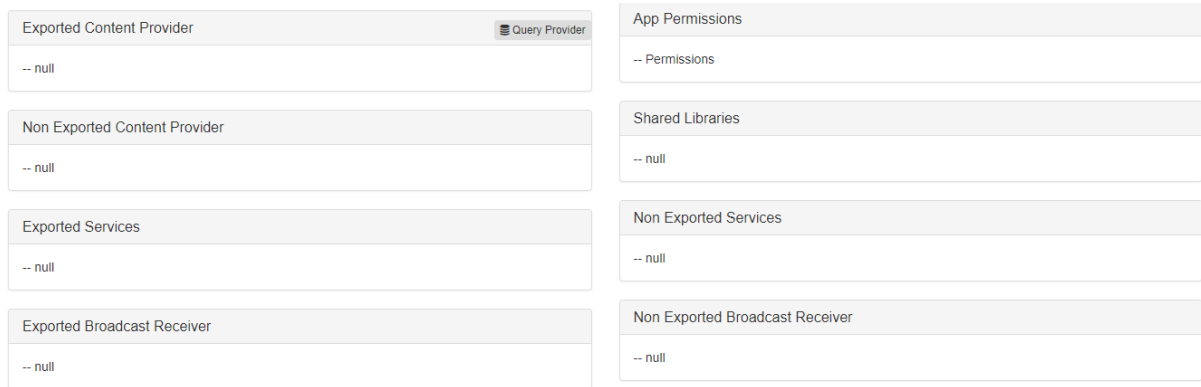 Exported Content Provider
Query Provider
-- null
Non Exported Content Provider
-- null
Exported Services
-- null
Exported Broadcast Receiver
-- null
App Permissions
-- Permissions
Shared Libraries
-- null
Non Exported Services
-- null
Non Exported Broadcast Receiver
-- null